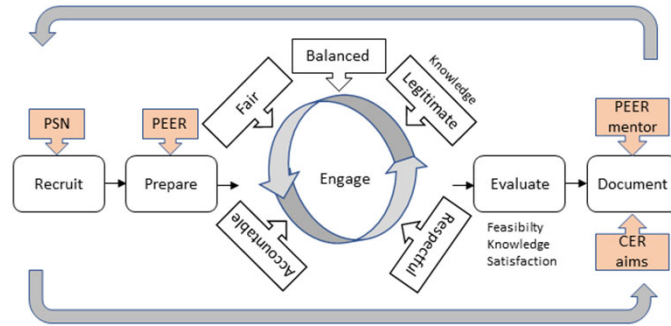 Balanced
Knowledge
Legitimate
Fair
PSN
PEER
PEER
mentor
Recruit
Prepare
Engage
Evaluate
Document
Accountable
Respectful
Feasibilty
Knowledge
Satisfaction
CER
aims